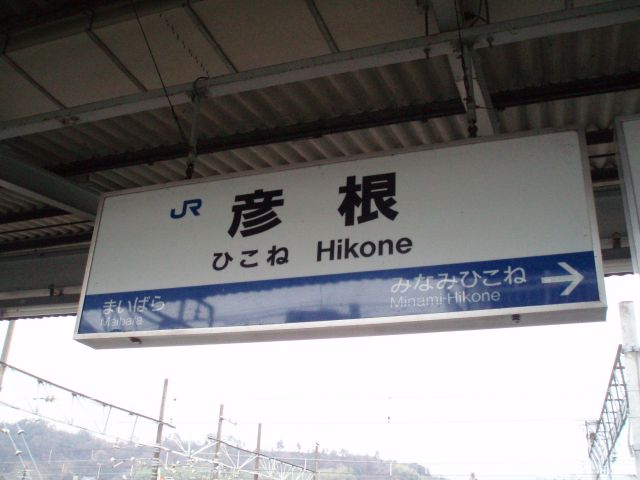 JR 彦根
ひこね Hikone
まいばら みなみひこね →
Maibara Minami-Hikone